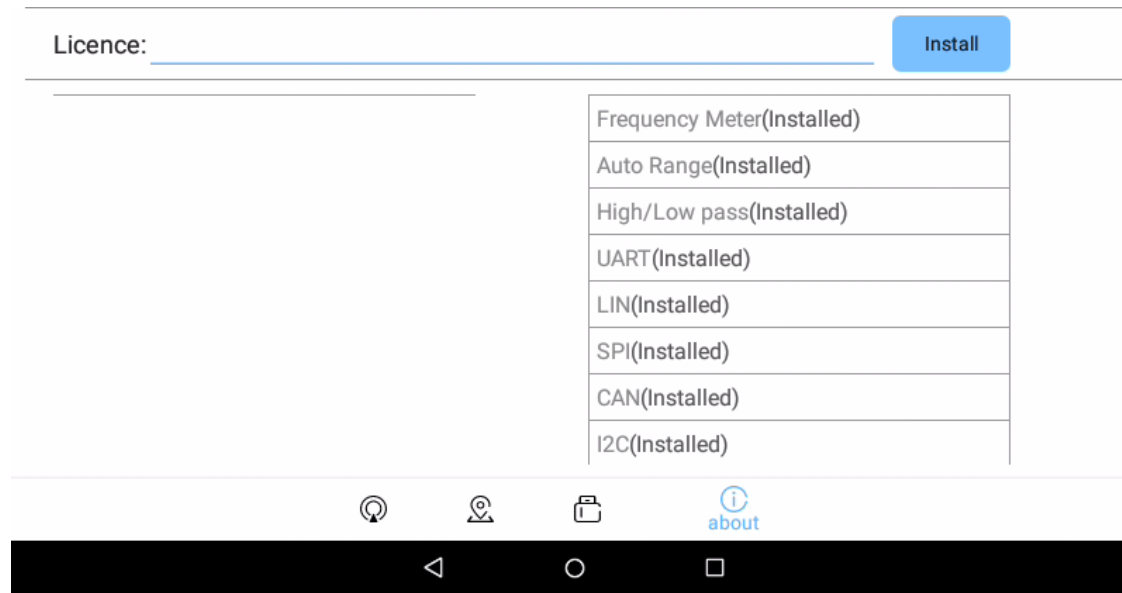 Licence:
Install
Frequency Meter(Installed)
Auto Range(Installed)
High/Low pass(Installed)
UART(Installed)
LIN(Installed)
SPI(Installed)
CAN(Installed)
I2C(Installed)
about